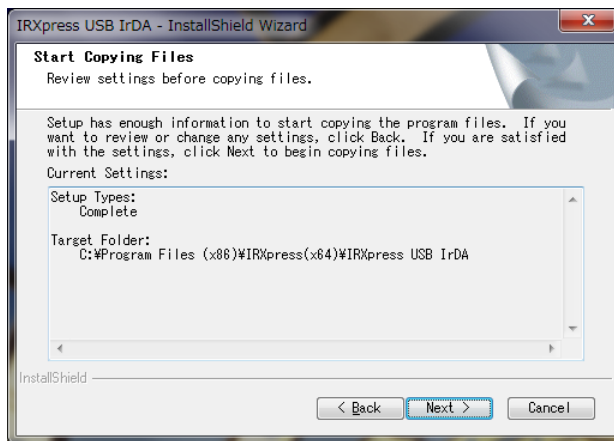 IRXpress USB IrDA - InstallShield Wizard
Start Copying Files
Review settings before copying files.
Setup has enough information to start copying the program files. If you
want to review or change any settings, click Back. If you are satisfied
with the settings, click Next to begin copying files.
Current Settings:
Setup Types:
Complete
Target Folder:
C:¥Program Files (x86)¥IRXpress(x64)¥IRXpress USB IrDA
InstallShield
< Back
Next >
Cancel